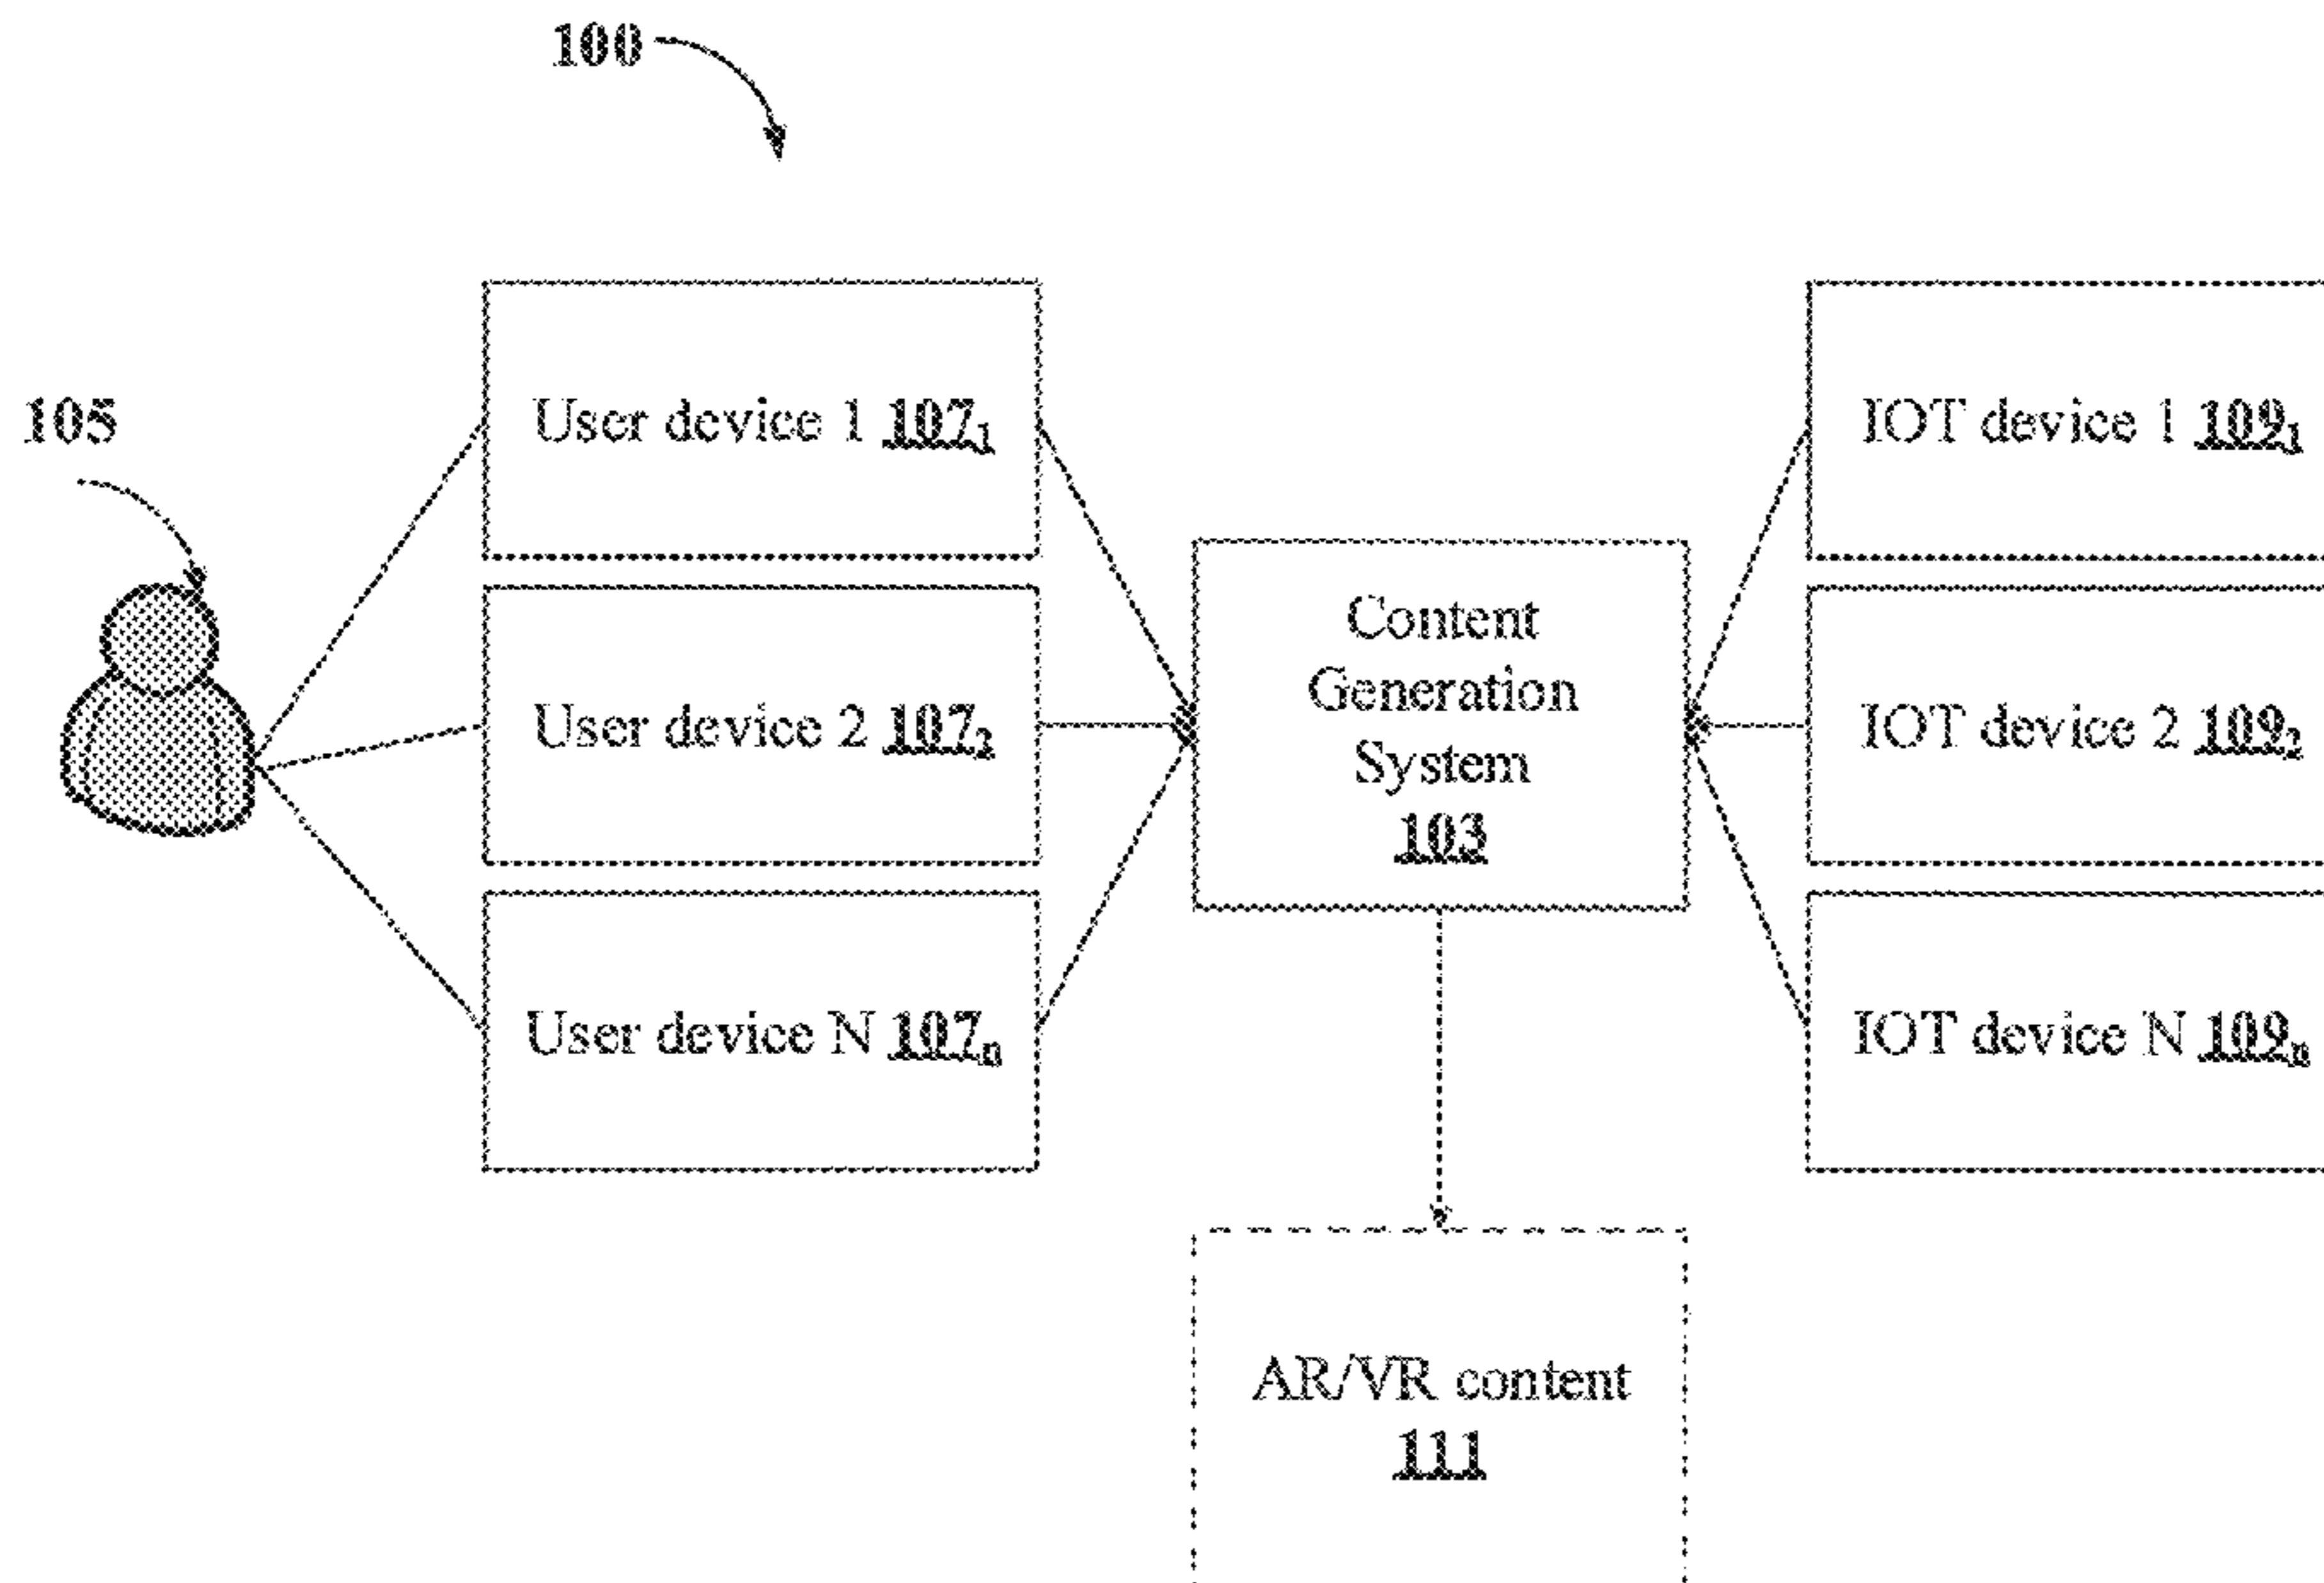 100
105
User device 1 107₁
IOT device 1 109₁
Content
Generation
System
103
User device 2 107₂
IOT device 2 109₂
User device N 107ₙ
IOT device N 109ₙ
AR/VR content
111